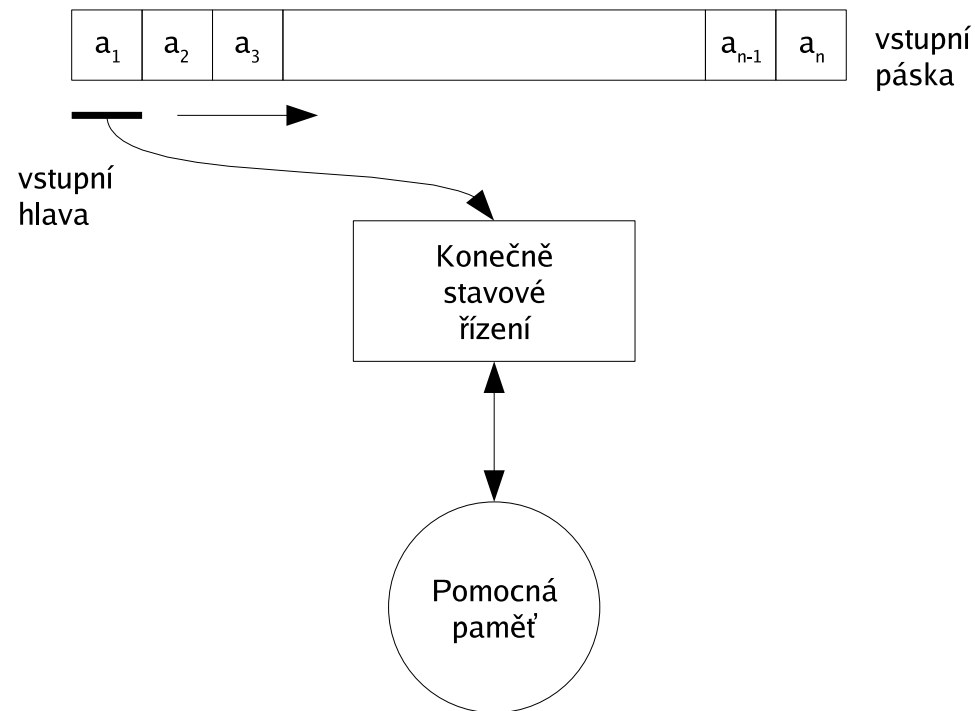 a₁ a₂ a₃ aₙ₋₁ aₙ
vstupní
páska
vstupní
hlava
Konečně
stavové
řízení
Pomocná
paměť